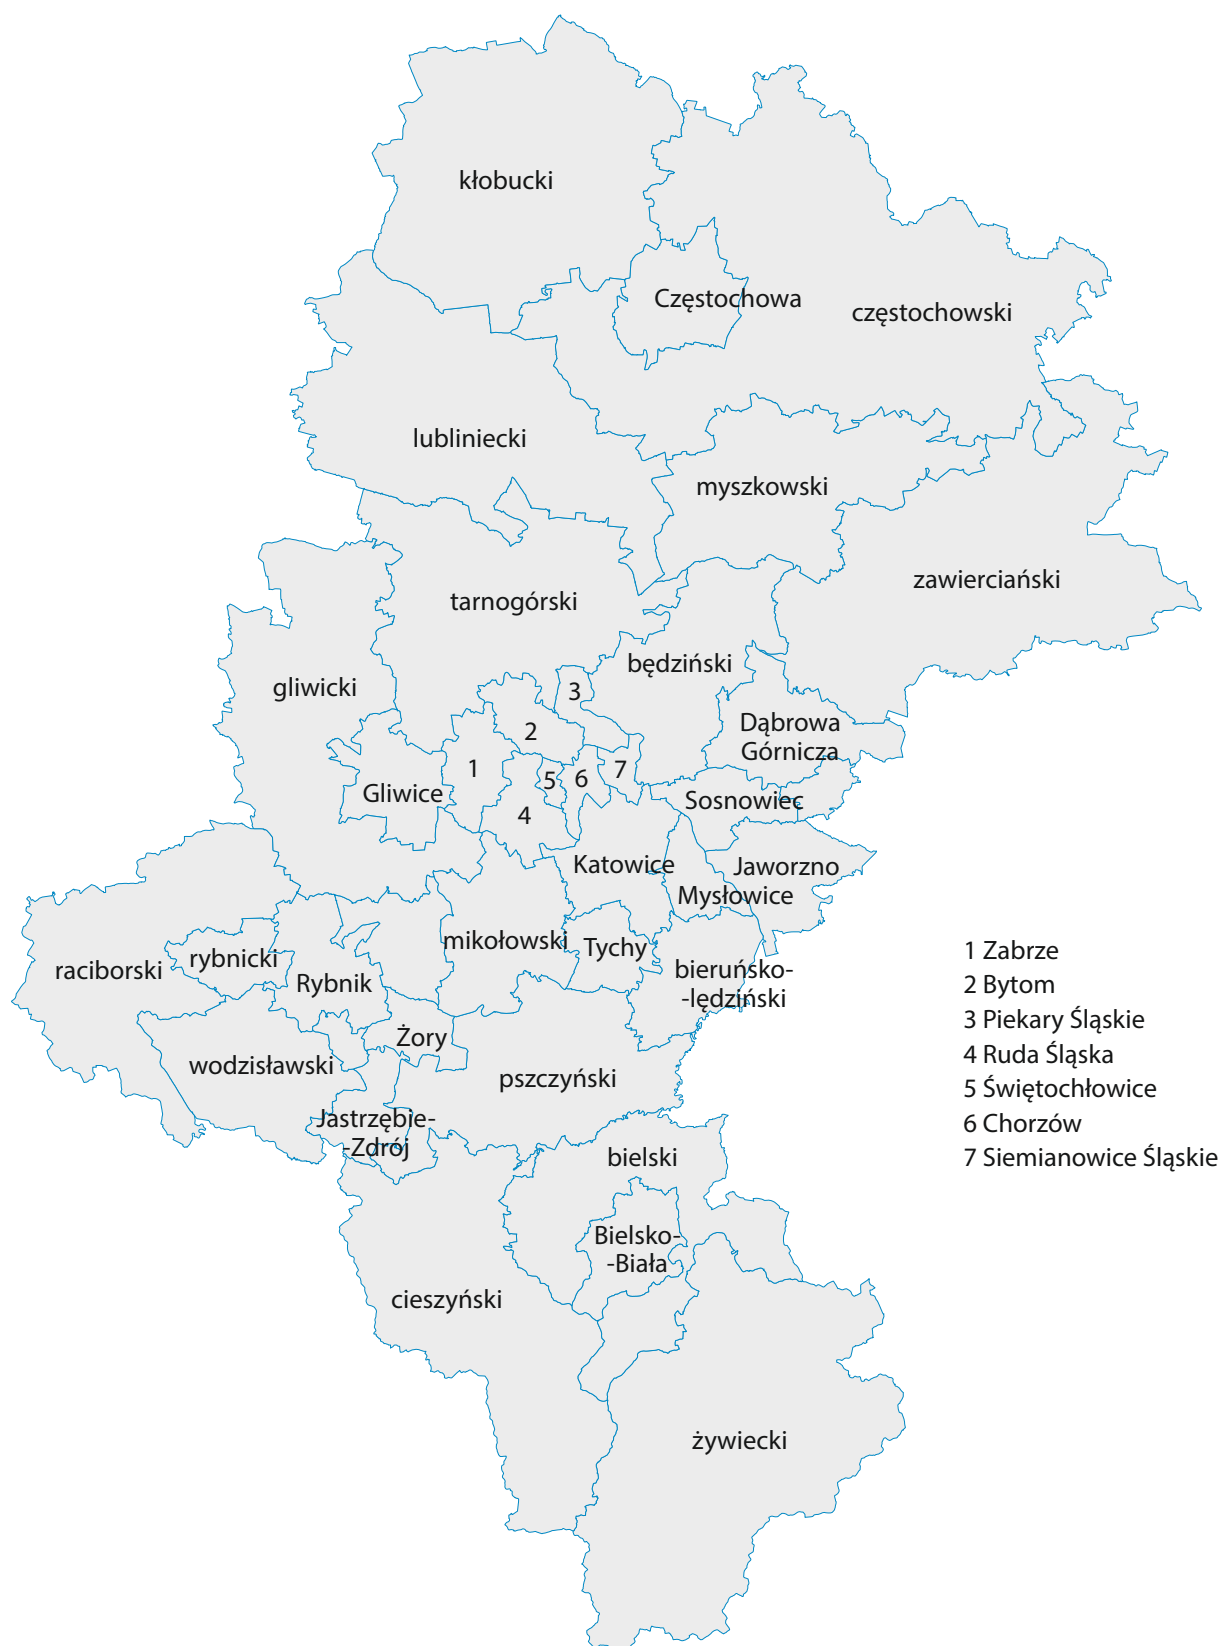 kłobucki
Częstochowa
częstochowski
lubliniecki
myszkowski
zawierciański
tarnogórski
będziński
gliwicki
3
Dąbrowa
Górnicza
2
1
7
6
5
Gliwice
Sosnowiec
4
Katowice
Jaworzno
Mysłowice
mikołowski
Tychy
rybnicki
raciborski
Rybnik
bieruńsko-
-lędziński
Żory
wodzisławski
pszczyński
Jastrzębie-
-Zdrój
bielski
Bielsko-
-Biała
cieszyński
żywiecki
1 Zabrze
2 Bytom
3 Piekary Śląskie
4 Ruda Śląska
5 Świętochłowice
6 Chorzów
7 Siemianowice Śląskie